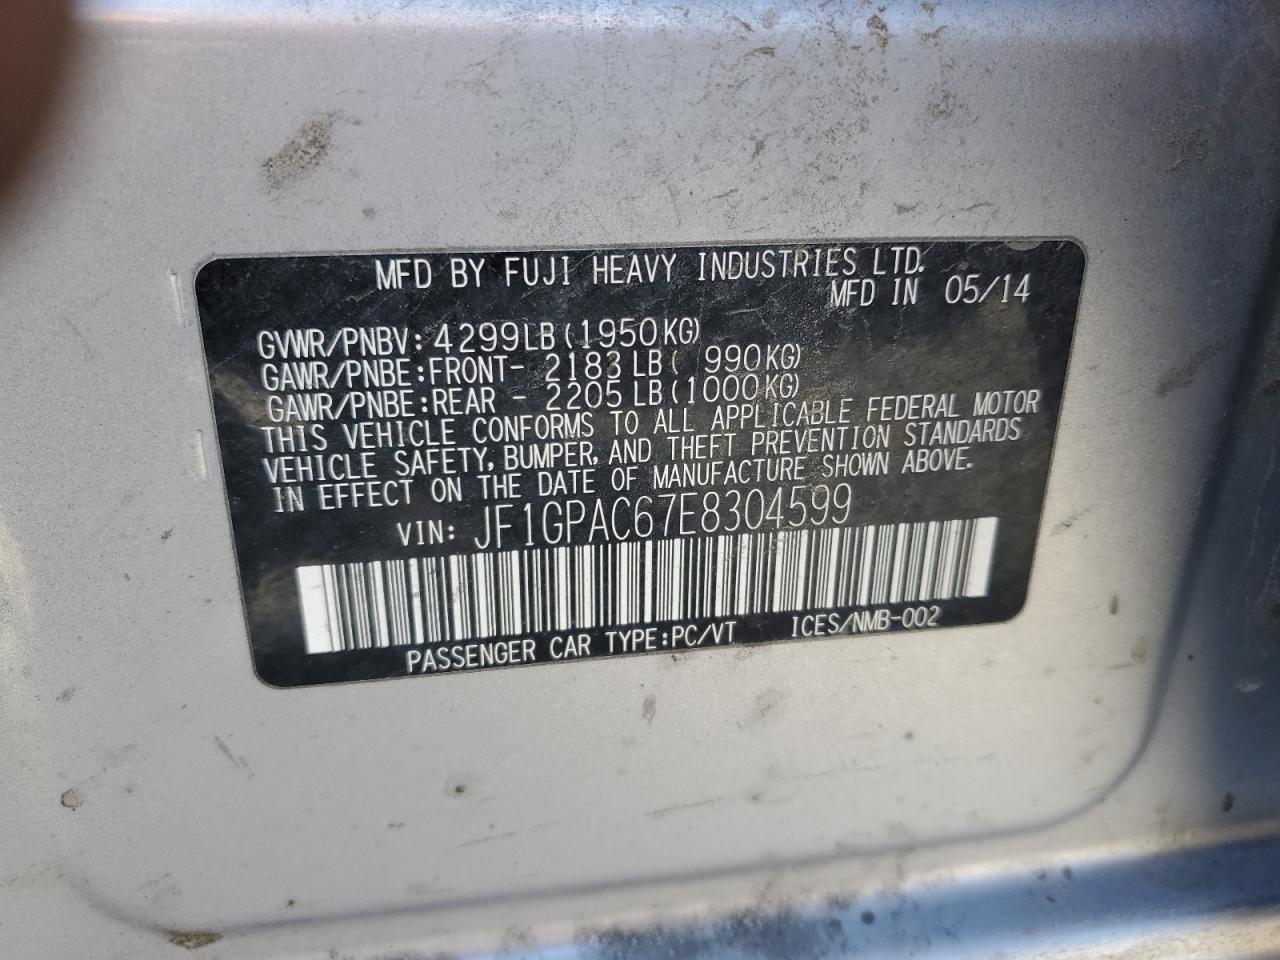 MFD BY FUJI HEAVY INDUSTRIES LTD.
MFD IN 05/14
GVWR/PNBV: 4299LB(1950KG)
GAWR/PNBE:FRONT- 2183LB( 990KG)
GAWR/PNBE:REAR - 2205LB(1000KG)
THIS VEHICLE CONFORMS TO ALL APPLICABLE FEDERAL MOTOR
VEHICLE SAFETY, BUMPER, AND THEFT PREVENTION STANDARDS
IN EFFECT ON THE DATE OF MANUFACTURE SHOWN ABOVE.
VIN: JF1GPAC67E8304599
PASSENGER CAR TYPE:PC/VT ICES/NMB-002